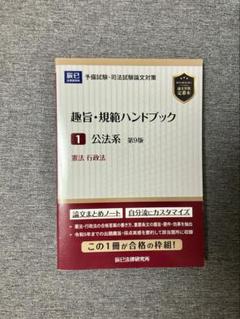 辰已 予備試験・司法試験論文対策
趣旨・規範ハンドブック
1 公法系 第9版
憲法 行政法
論文まとめノート 自分流にカスタマイズ
この1冊が合格の枠組!
辰已法律研究所